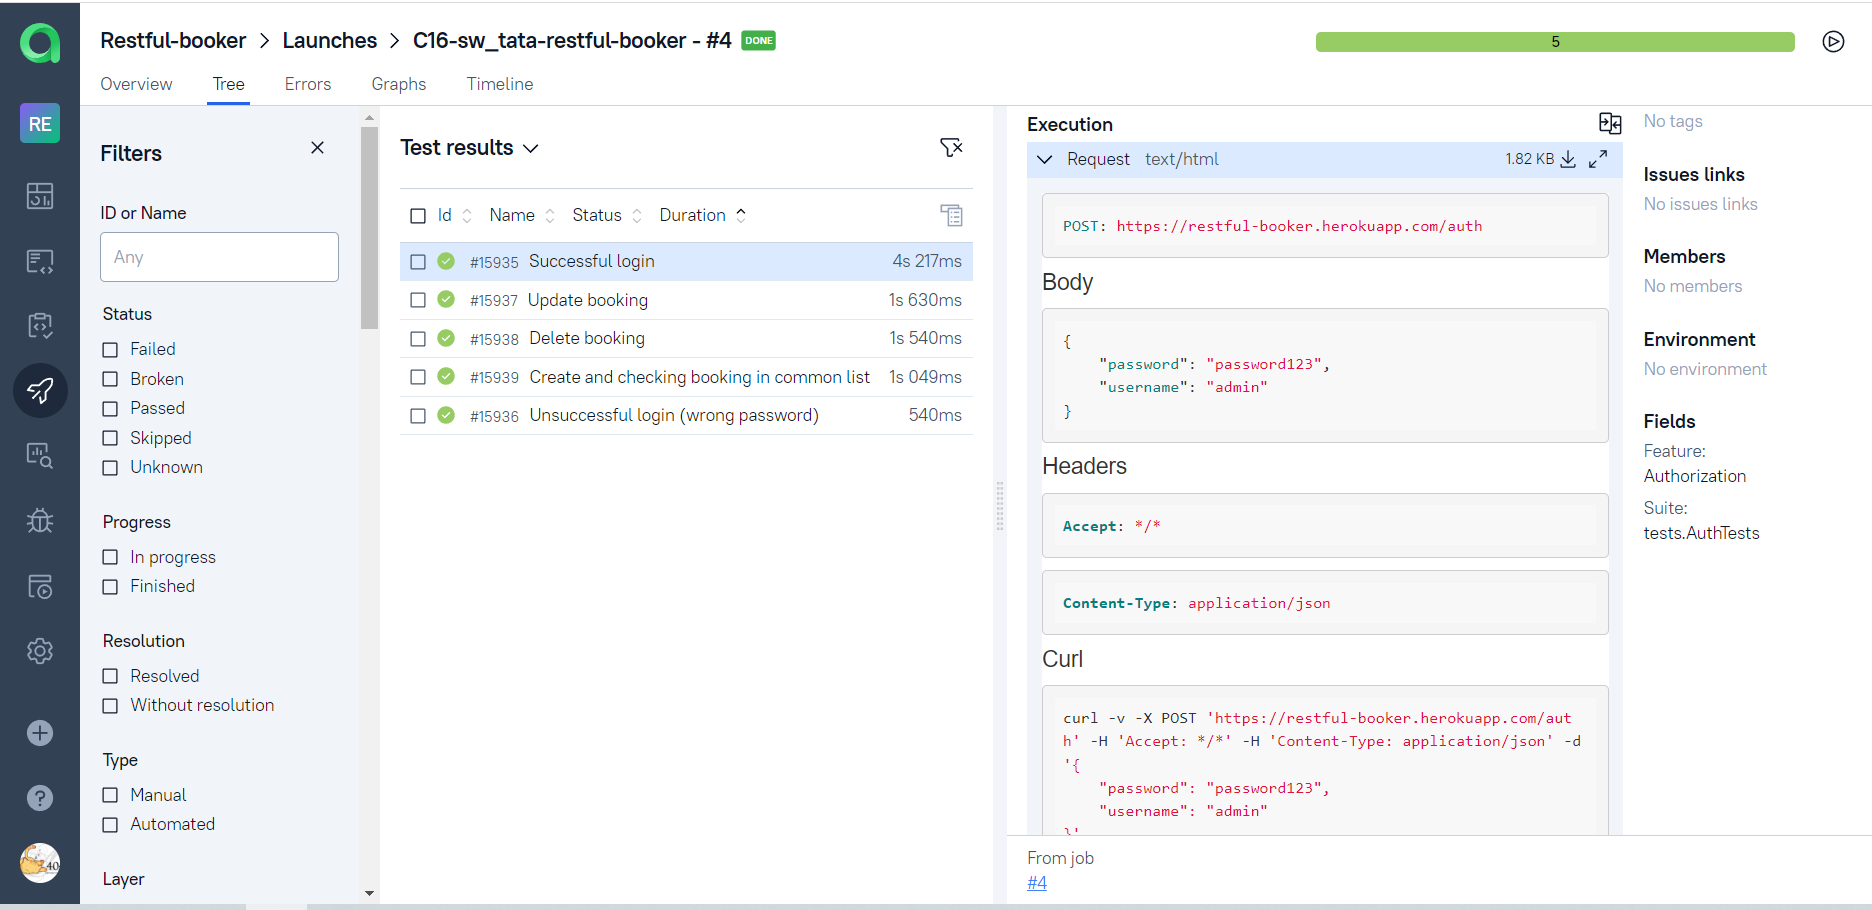 Restful-booker > Launches > C16-sw_tata-restful-booker - #4 DONE
5
Overview Tree Errors Graphs Timeline
RE
Filters
ID or Name
Any
Status
Failed
Broken
Passed
Skipped
Unknown
Progress
In progress
Finished
Resolution
Resolved
Without resolution
Type
Manual
Automated
Layer
Test results
Id Name Status Duration
#15935 Successful login 4s 217ms
#15937 Update booking 1s 630ms
#15938 Delete booking 1s 540ms
#15939 Create and checking booking in common list 1s 049ms
#15936 Unsuccessful login (wrong password) 540ms
Execution
Request text/html 1.82 KB
POST: https://restful-booker.herokuapp.com/auth
Body
{
"password": "password123",
"username": "admin"
}
Headers
Accept: */*
Content-Type: application/json
Curl
curl -v -X POST 'https://restful-booker.herokuapp.com/aut
h' -H 'Accept: */*' -H 'Content-Type: application/json' -d
'{
"password": "password123",
"username": "admin"
}'
From job
#4
No tags
Issues links
No issues links
Members
No members
Environment
No environment
Fields
Feature:
Authorization
Suite:
tests.AuthTests
40